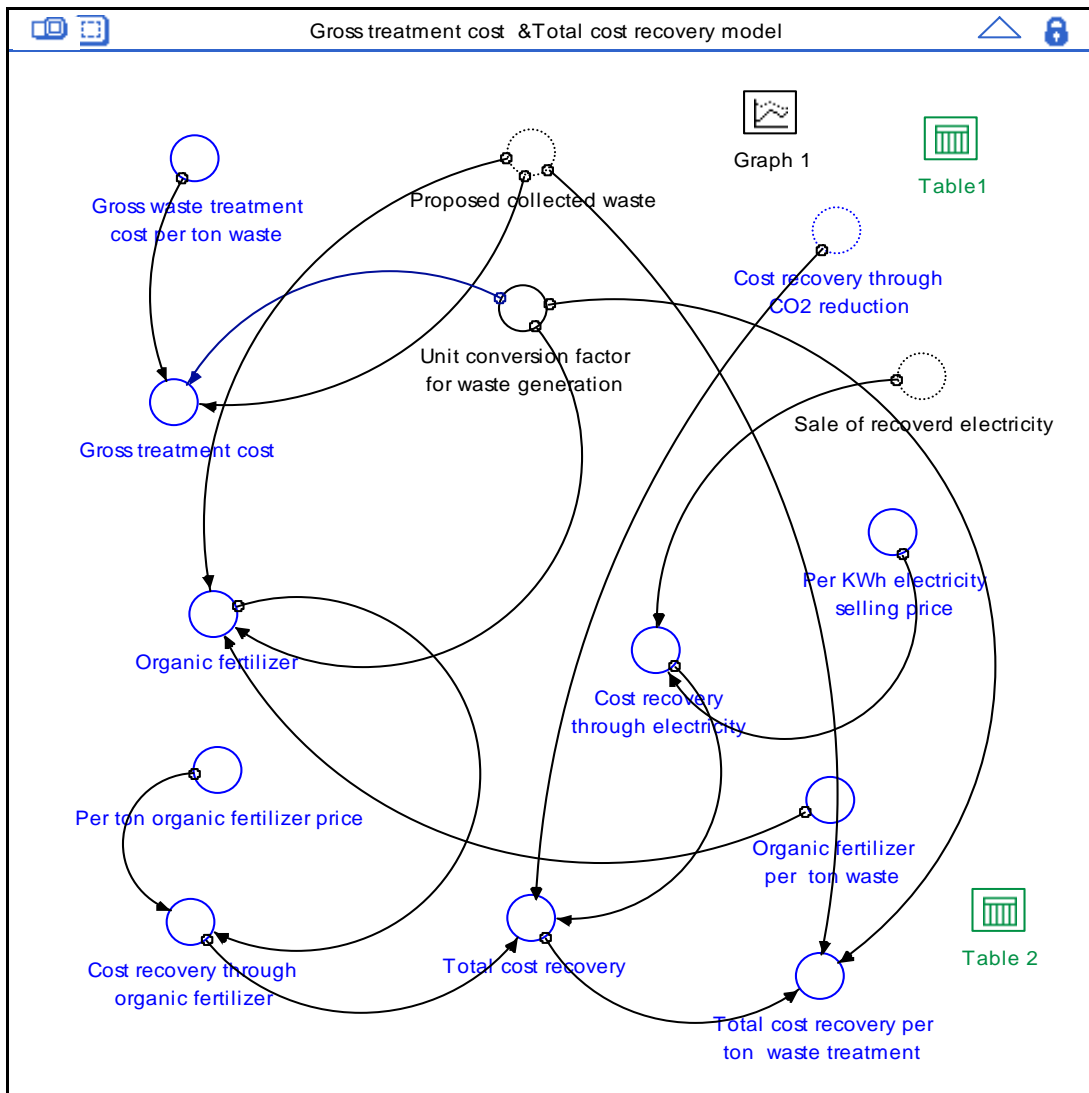 Gross treatment cost &Total cost recovery model
Graph 1
Table1
Gross waste treatment
cost per ton waste
Proposed collected waste
Cost recovery through
CO2 reduction
Unit conversion factor
for waste generation
Sale of recoverd electricity
Gross treatment cost
Per KWh electricity
selling price
Organic fertilizer
Cost recovery
through electricity
Per ton organic fertilizer price
Organic fertilizer
per ton waste
Cost recovery through
organic fertilizer
Total cost recovery
Table 2
Total cost recovery per
ton waste treatment